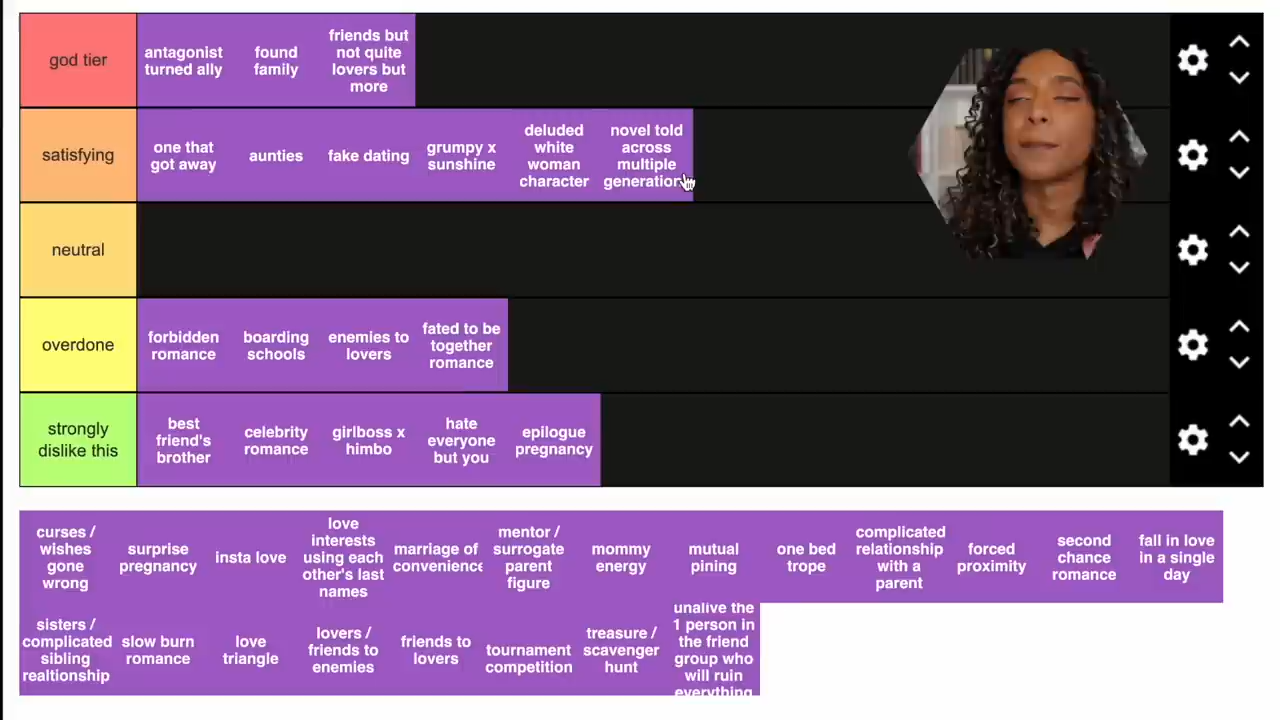 god tier
antagonist
turned ally
found
family
friends but
not quite
lovers but
more
satisfying
one that
got away
aunties
fake dating
grumpy x
sunshine
deluded
white
woman
character
novel told
across
multiple
generation
neutral
overdone
forbidden
romance
boarding
schools
enemies to
lovers
fated to be
together
romance
strongly
dislike this
best
friend's
brother
celebrity
romance
girlboss x
himbo
hate
everyone
but you
epilogue
pregnancy
curses /
wishes
gone
wrong
surprise
pregnancy
insta love
love
interests
using each
other's last
names
marriage of
convenience
mentor /
surrogate
parent
figure
mommy
energy
mutual
pining
one bed
trope
complicated
relationship
with a
parent
forced
proximity
second
chance
romance
fall in love
in a single
day
sisters /
complicated
sibling
realtionship
slow burn
romance
love
triangle
lovers /
friends to
enemies
friends to
lovers
tournament
competition
treasure /
scavenger
hunt
unalive the
1 person in
the friend
group who
will ruin
everything